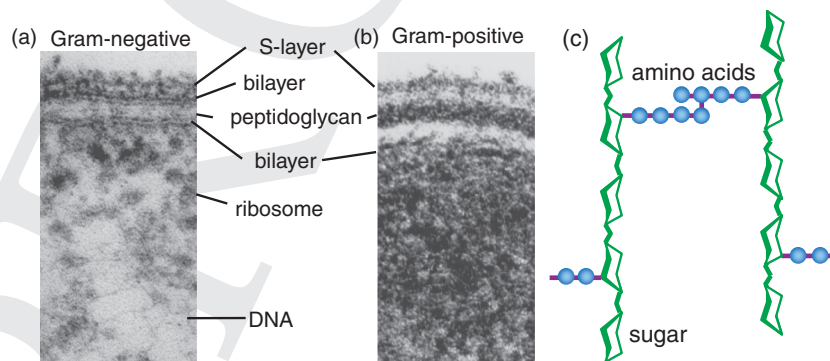 (a)
Gram-negative
S-layer
bilayer
peptidoglycan
bilayer
ribosome
DNA
(b)
Gram-positive
(c)
amino acids
sugar